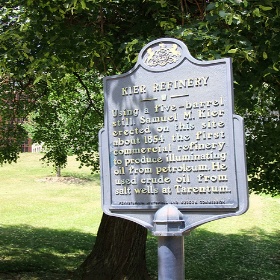 KIER REFINERY
Using a five-barrel
still, Samuel M. Kier
erected on this site
about 1854, the first
commercial refinery
to produce illuminating
oil from petroleum. He
used crude oil from
salt wells at Tarentum.